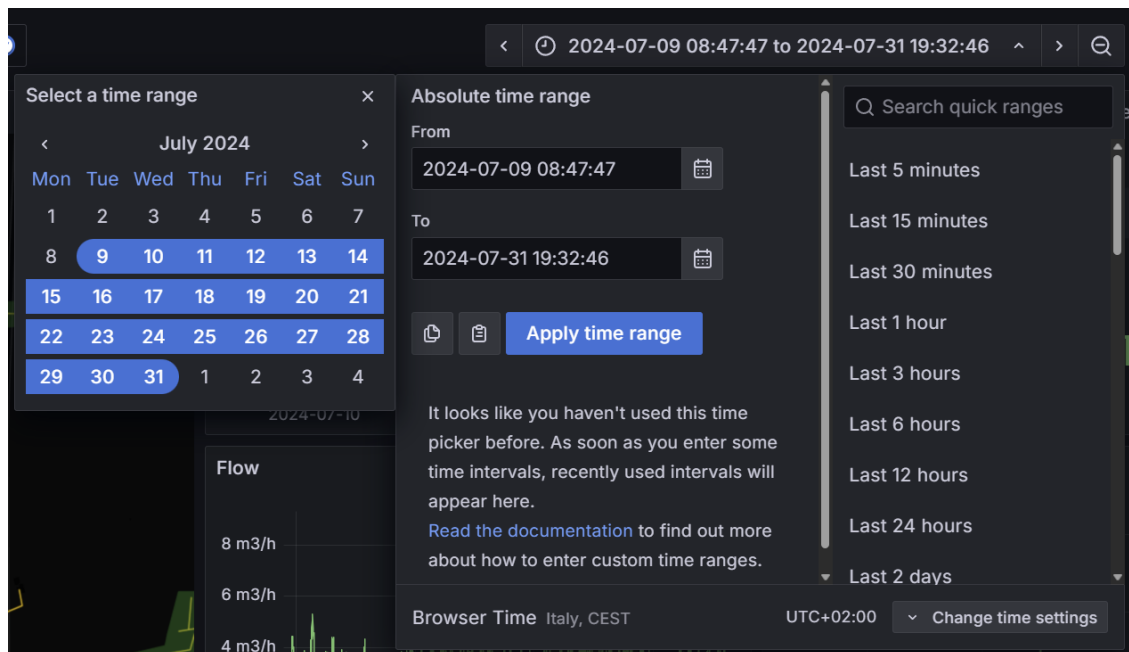 2024-07-09 08:47:47 to 2024-07-31 19:32:46
Select a time range
July 2024
Mon Tue Wed Thu Fri Sat Sun
1 2 3 4 5 6 7
8 9 10 11 12 13 14
15 16 17 18 19 20 21
22 23 24 25 26 27 28
29 30 31 1 2 3 4
2024-07-10
Flow
8 m3/h
6 m3/h
4 m3/h
Absolute time range
From
2024-07-09 08:47:47
To
2024-07-31 19:32:46
Apply time range
It looks like you haven't used this time
picker before. As soon as you enter some
time intervals, recently used intervals will
appear here.
Read the documentation to find out more
about how to enter custom time ranges.
Search quick ranges
Last 5 minutes
Last 15 minutes
Last 30 minutes
Last 1 hour
Last 3 hours
Last 6 hours
Last 12 hours
Last 24 hours
Last 2 days
Browser Time Italy, CEST
UTC+02:00
Change time settings